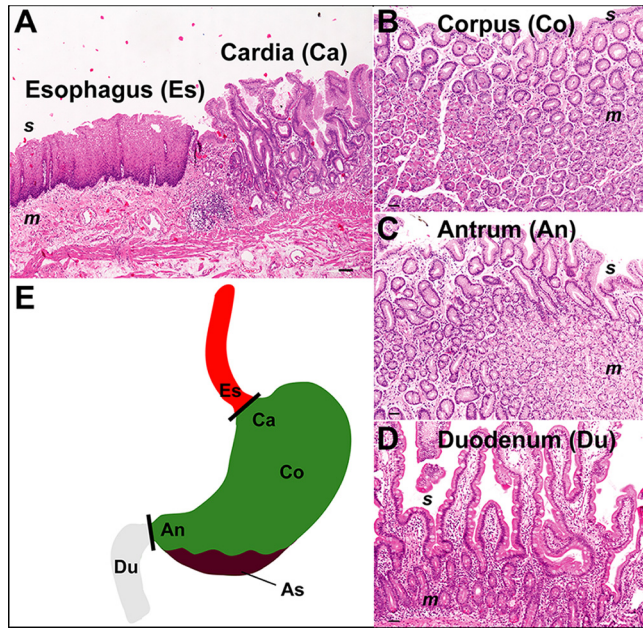 A
Cardia (Ca)
Esophagus (Es)
s
m
B
Corpus (Co)
s
m
C
Antrum (An)
s
m
D
Duodenum (Du)
s
m
E
Es
Ca
Co
An
Du
As